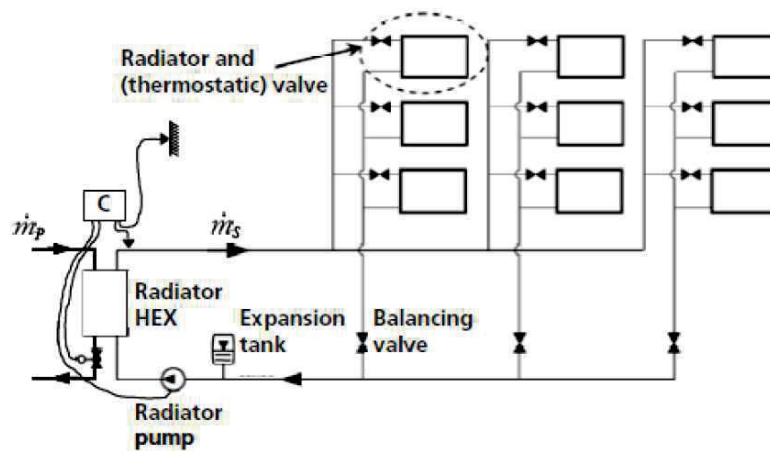 Radiator and
(thermostatic) valve
C
ṁP
ṁS
Radiator
HEX
Expansion
tank
Balancing
valve
Radiator
pump